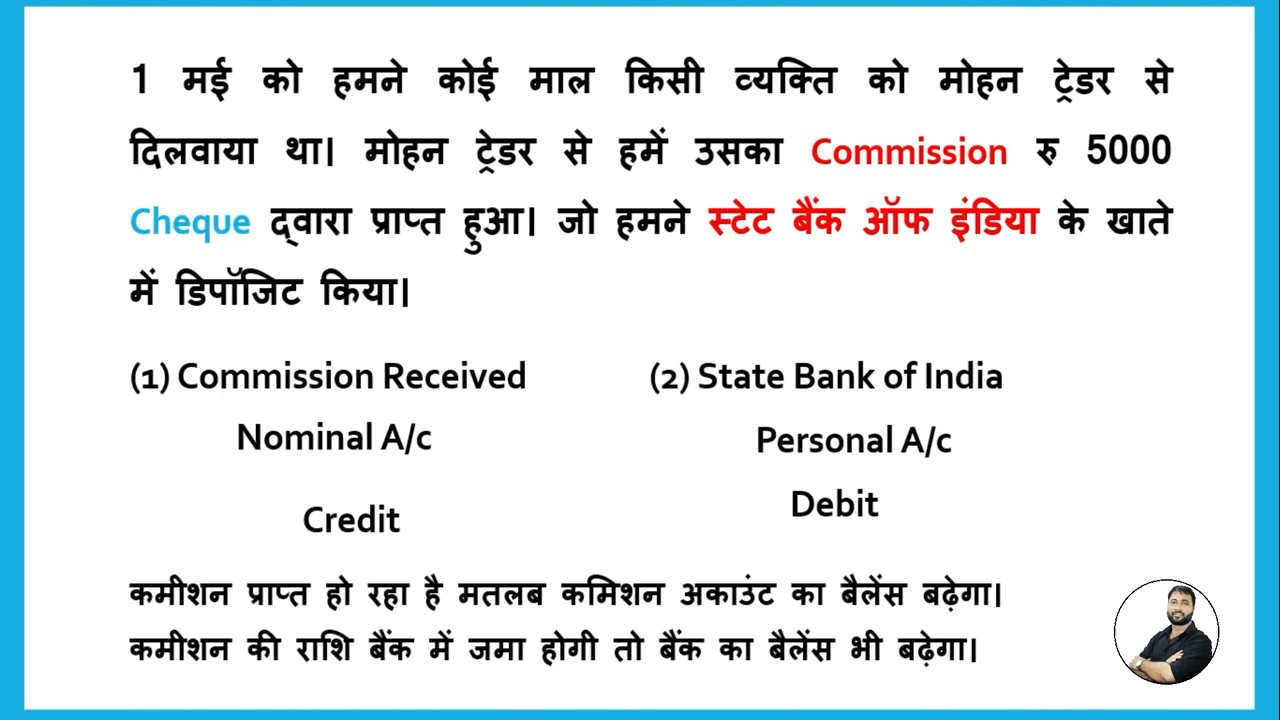 1 मई को हमने कोई माल किसी व्यक्ति को मोहन ट्रेडर से
दिलवाया था। मोहन ट्रेडर से हमें उसका Commission रु 5000
Cheque द्वारा प्राप्त हुआ। जो हमने स्टेट बैंक ऑफ इंडिया के खाते
में डिपॉजिट किया।
(1) Commission Received
Nominal A/c
Credit
(2) State Bank of India
Personal A/c
Debit
कमीशन प्राप्त हो रहा है मतलब कमिशन अकाउंट का बैलेंस बढ़ेगा।
कमीशन की राशि बैंक में जमा होगी तो बैंक का बैलेंस भी बढ़ेगा।